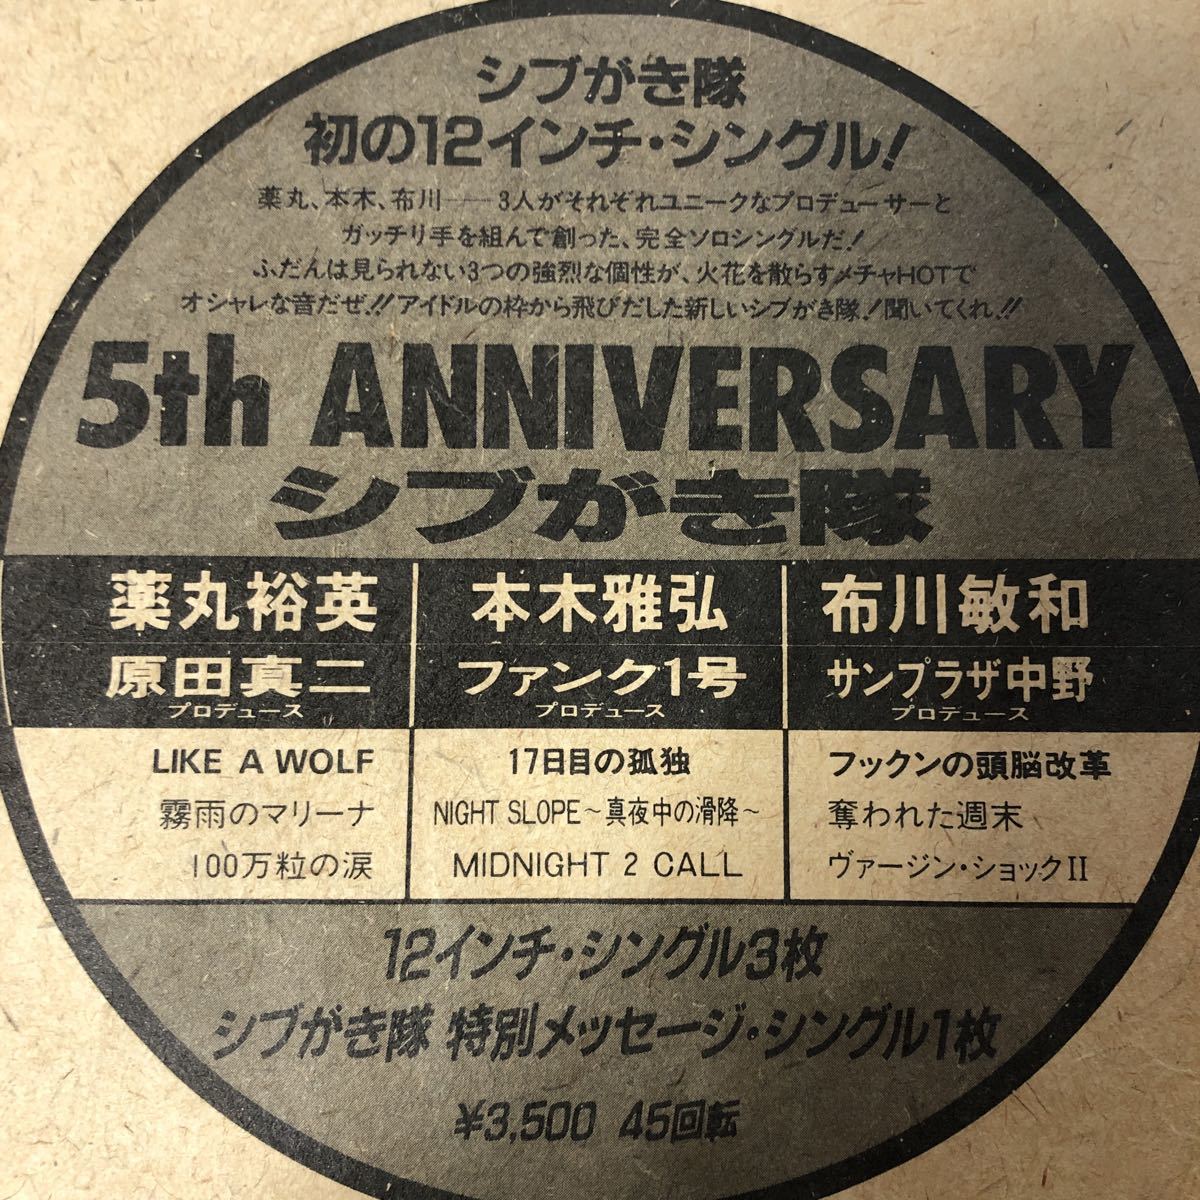 シブがき隊
初の12インチ・シングル!
薬丸、本木、布川──3人がそれぞれユニークなプロデューサーと
ガッチリ手を組んで創った、完全ソロシングルだ!
ふだんは見られない3つの強烈な個性が、火花を散らすメチャHOTで
オシャレな音だぜ!!アイドルの枠から飛びだした新しいシブがき隊!聞いてくれ!!
5th ANNIVERSARY
シブがき隊
薬丸裕英
原田真二
プロデュース
LIKE A WOLF
霧雨のマリーナ
100万粒の涙
本木雅弘
ファンク1号
プロデュース
17日目の孤独
NIGHT SLOPE~真夜中の滑降~
MIDNIGHT 2 CALL
布川敏和
サンプラザ中野
プロデュース
フックンの頭脳改革
奪われた週末
ヴァージン・ショックII
12インチ・シングル3枚
シブがき隊 特別メッセージ・シングル1枚
¥3,500 45回転